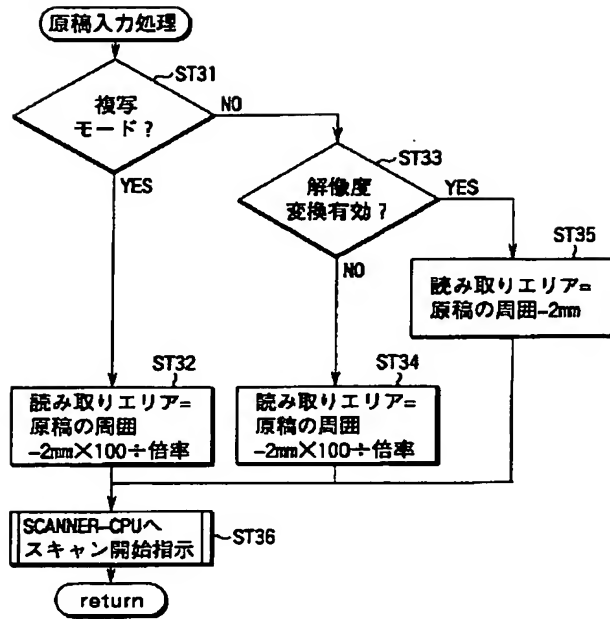 原稿入力処理
ST31
複写
モード?
NO
YES
ST33
解像度
変換有効?
YES
NO
ST35
読み取りエリア=
原稿の周囲-2mm
ST32
読み取りエリア=
原稿の周囲
-2mm×100÷倍率
ST34
読み取りエリア=
原稿の周囲
-2mm×100÷倍率
SCANNER-CPUへ
スキャン開始指示
ST36
return